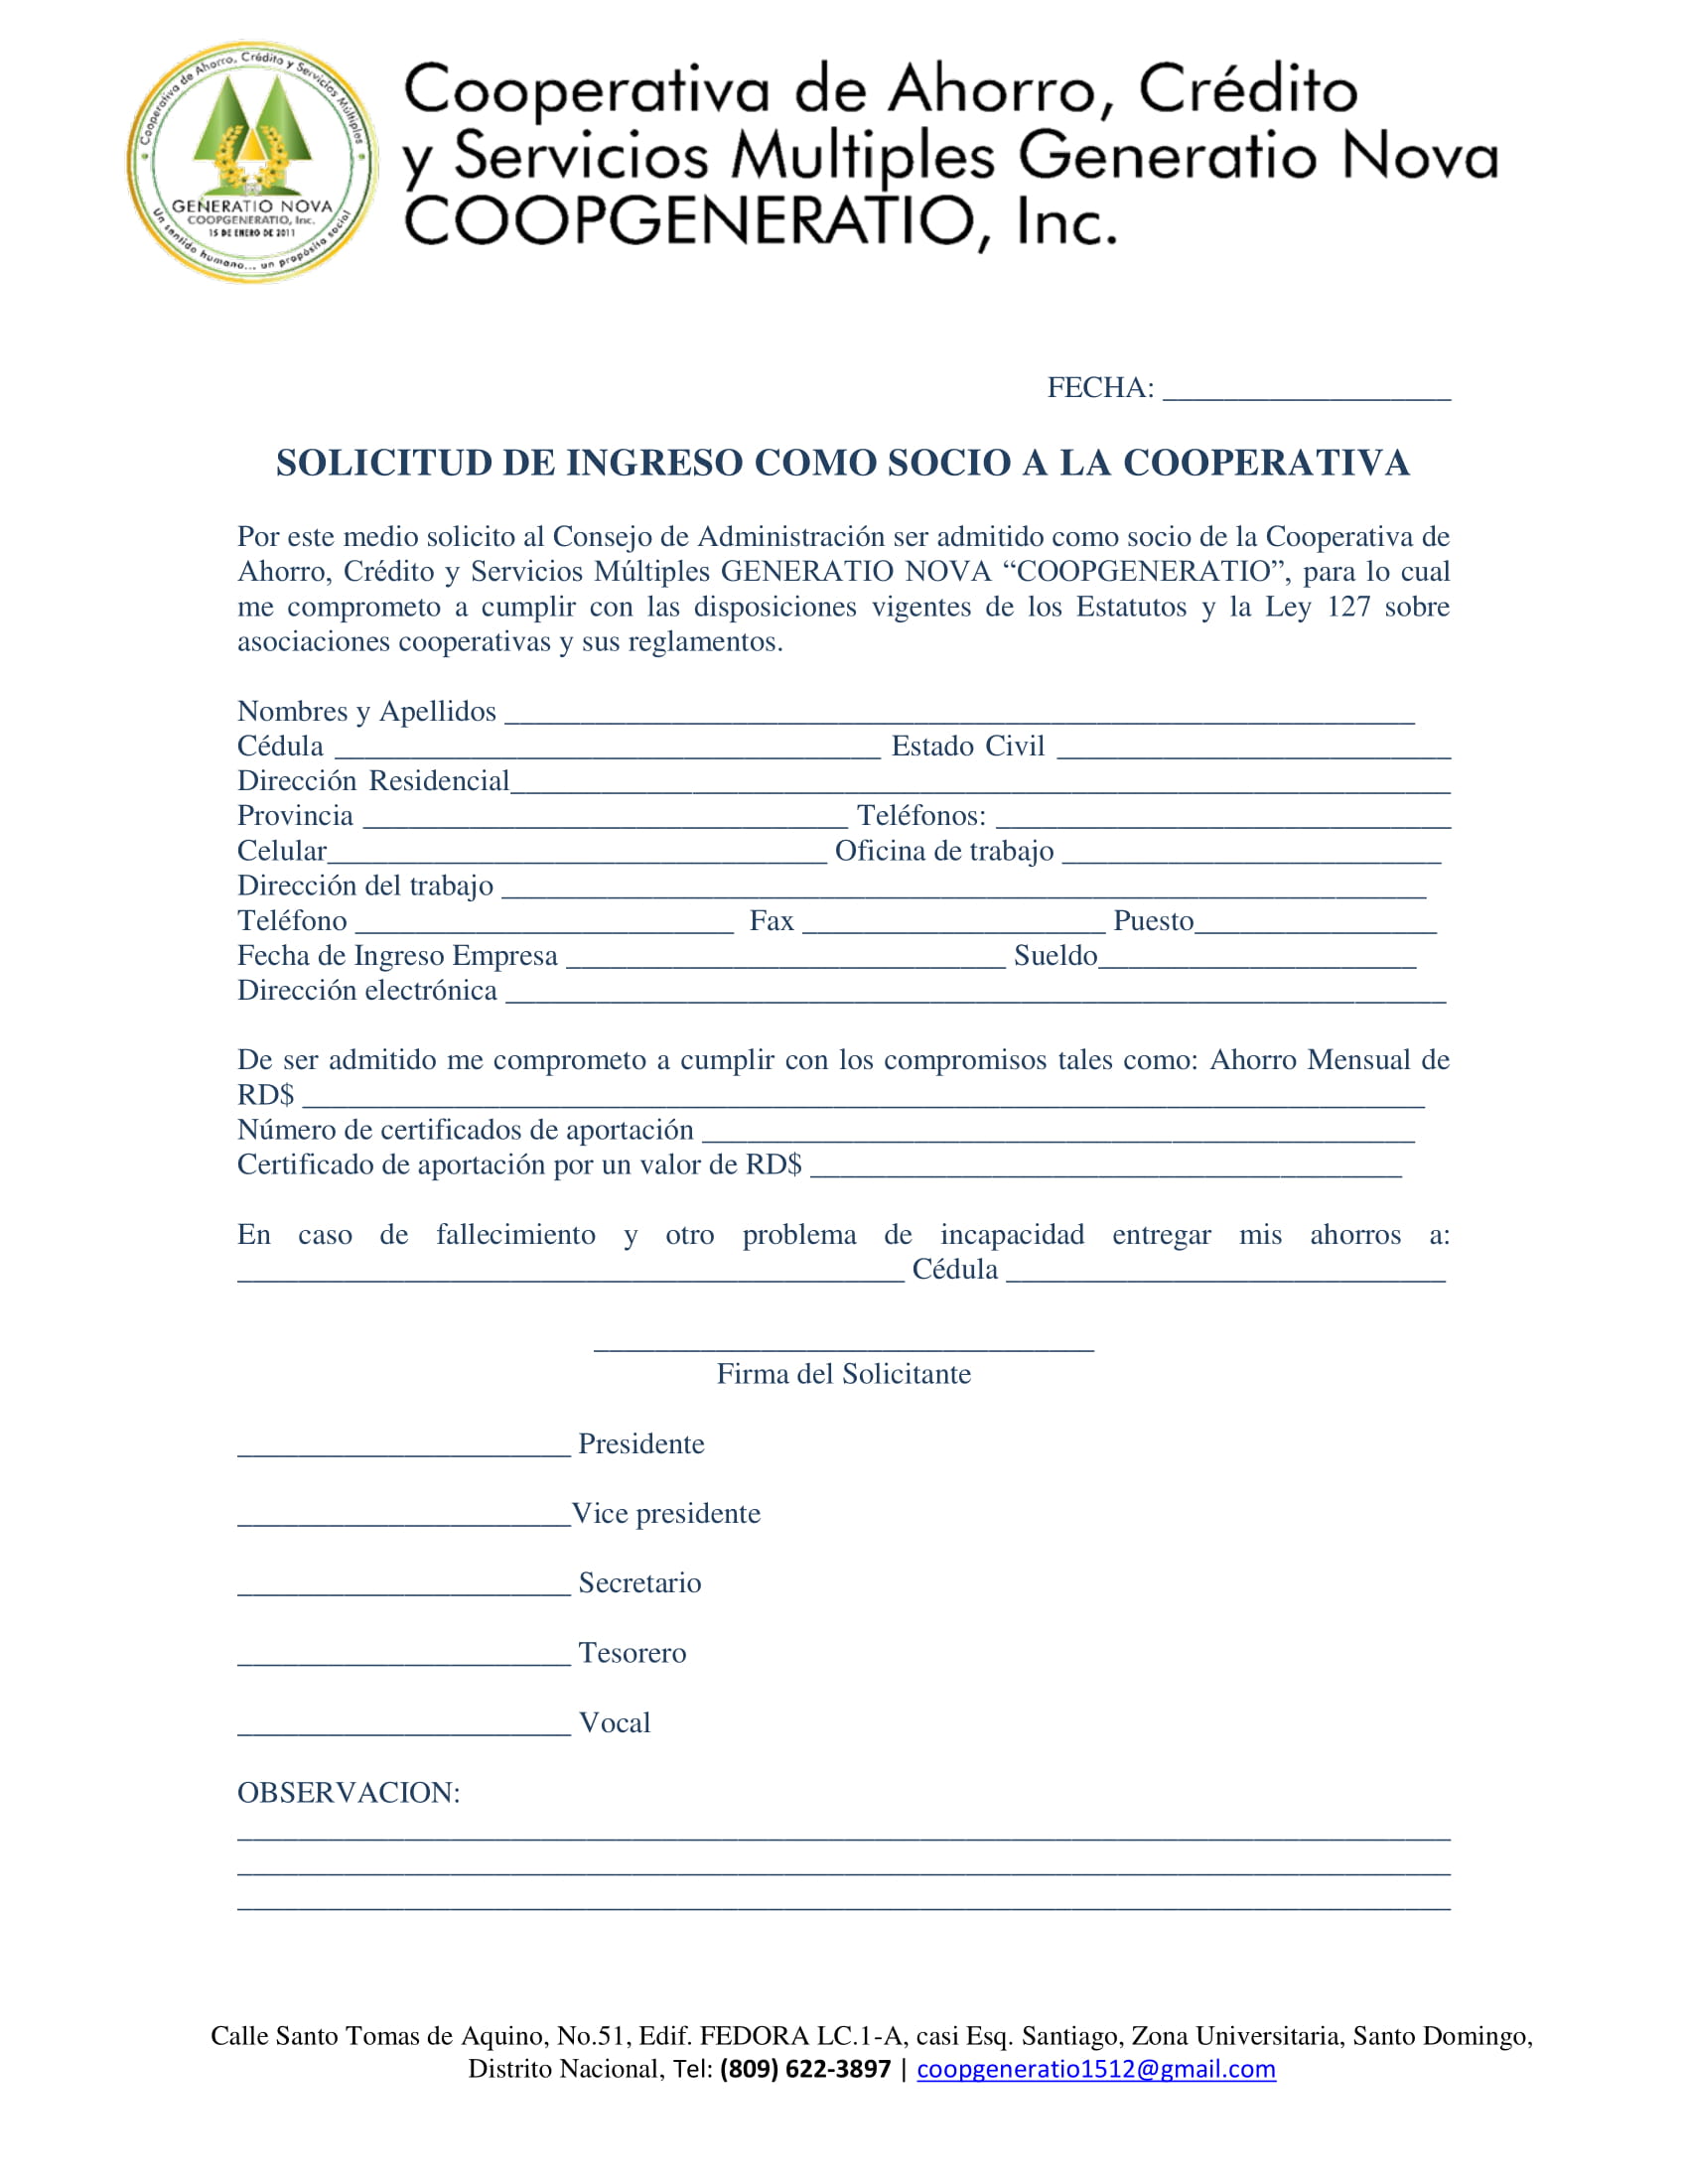 Cooperativa de Ahorro, Crédito y Servicios Múltiples
GENERATIO NOVA
COOPGENERATIO, Inc.
15 DE ENERO DE 2011
Un sentido humano... un propósito social
Cooperativa de Ahorro, Crédito
y Servicios Multiples Generatio Nova
COOPGENERATIO, Inc.
FECHA: ___________________
SOLICITUD DE INGRESO COMO SOCIO A LA COOPERATIVA
Por este medio solicito al Consejo de Administración ser admitido como socio de la Cooperativa de
Ahorro, Crédito y Servicios Múltiples GENERATIO NOVA “COOPGENERATIO”, para lo cual
me comprometo a cumplir con las disposiciones vigentes de los Estatutos y la Ley 127 sobre
asociaciones cooperativas y sus reglamentos.
Nombres y Apellidos ____________________________________________________________
Cédula ____________________________________ Estado Civil __________________________
Dirección Residencial______________________________________________________________
Provincia ________________________________ Teléfonos: ______________________________
Celular_________________________________ Oficina de trabajo _________________________
Dirección del trabajo _____________________________________________________________
Teléfono _________________________ Fax ____________________ Puesto________________
Fecha de Ingreso Empresa _____________________________ Sueldo_____________________
Dirección electrónica ______________________________________________________________
De ser admitido me comprometo a cumplir con los compromisos tales como: Ahorro Mensual de
RD$ __________________________________________________________________________
Número de certificados de aportación _______________________________________________
Certificado de aportación por un valor de RD$ _______________________________________
En caso de fallecimiento y otro problema de incapacidad entregar mis ahorros a:
____________________________________________ Cédula _____________________________
_________________________________
Firma del Solicitante
______________________ Presidente
______________________Vice presidente
______________________ Secretario
______________________ Tesorero
______________________ Vocal
OBSERVACION:
________________________________________________________________________________
________________________________________________________________________________
________________________________________________________________________________
Calle Santo Tomas de Aquino, No.51, Edif. FEDORA LC.1-A, casi Esq. Santiago, Zona Universitaria, Santo Domingo,
Distrito Nacional, Tel: (809) 622-3897 | coopgeneratio1512@gmail.com